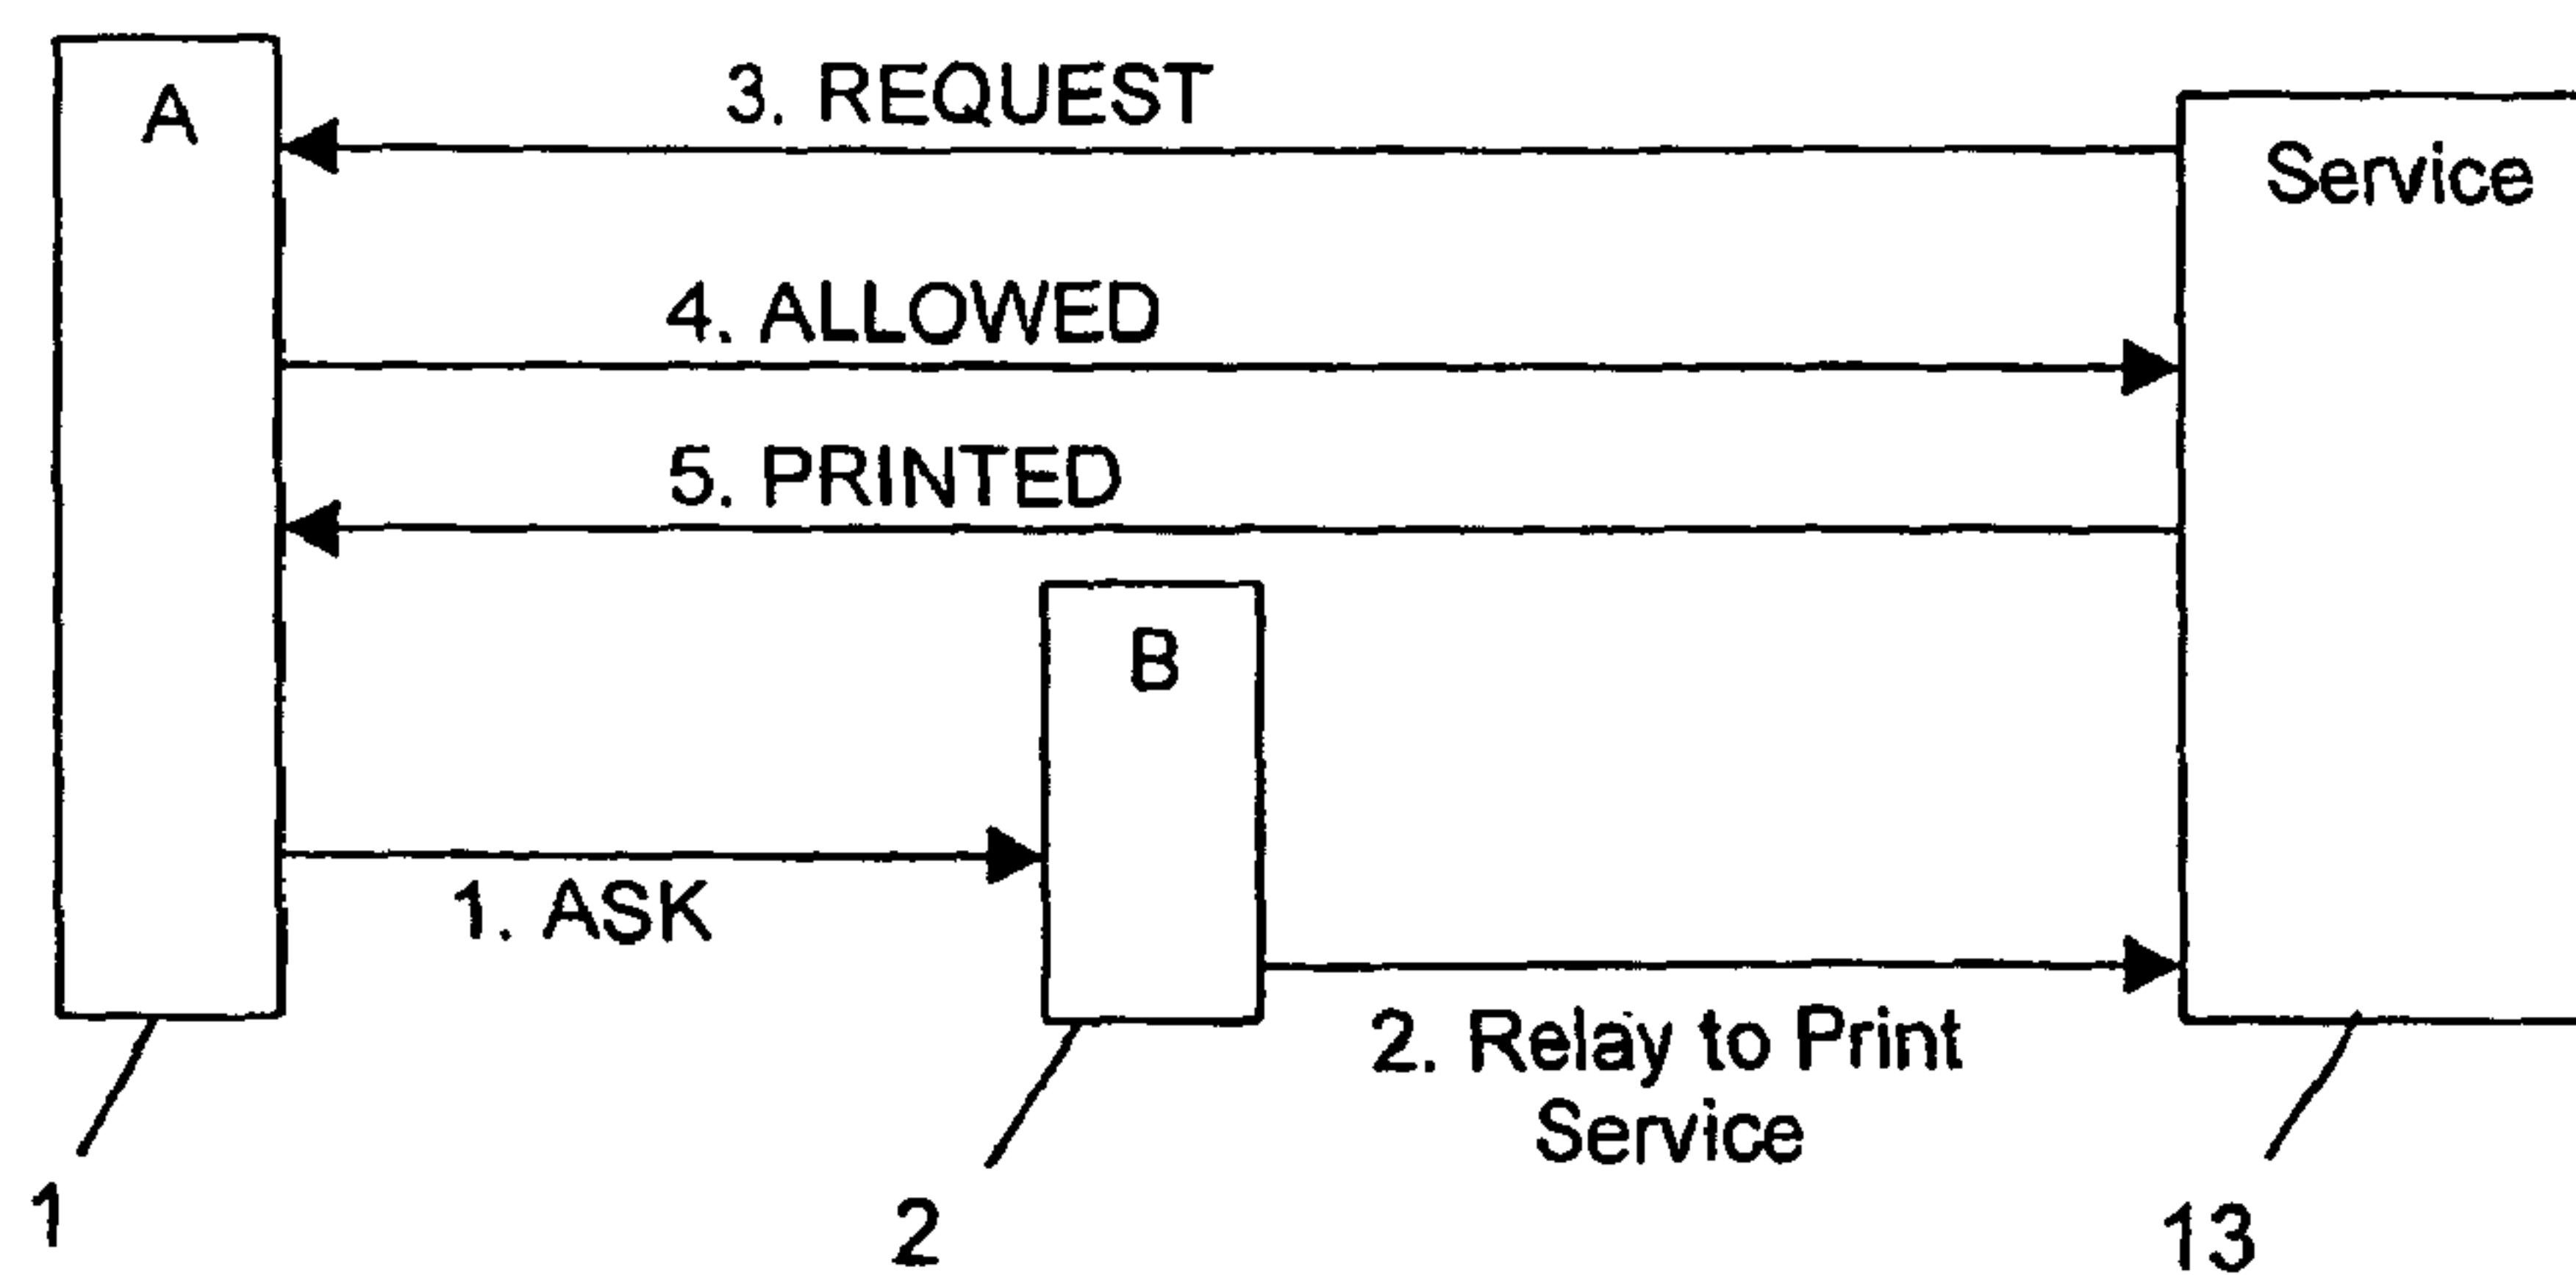 A
3. REQUEST
Service
4. ALLOWED
5. PRINTED
B
1. ASK
2. Relay to Print
Service
1
2
13